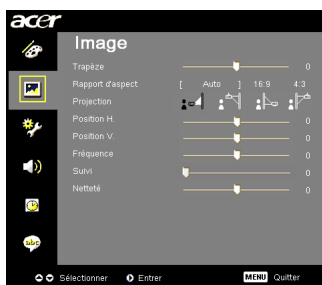 acer
Image
Trapèze 0
Rapport d'aspect [ Auto ] 16:9 4:3
Projection
Position H. 0
Position V. 0
Fréquence 0
Suivi 0
Netteté 0
abc
Sélectionner Entrer MENU Quitter